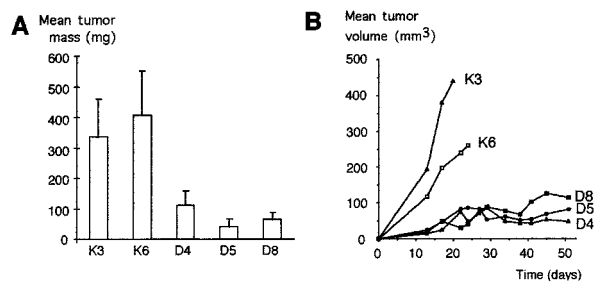 A
Mean tumor
mass (mg)
600
500
400
300
200
100
0
K3 K6 D4 D5 D8
B
Mean tumor
volume (mm3)
500
400
300
200
100
0
K3
K6
D8
D5
D4
0 10 20 30 40 50
Time (days)